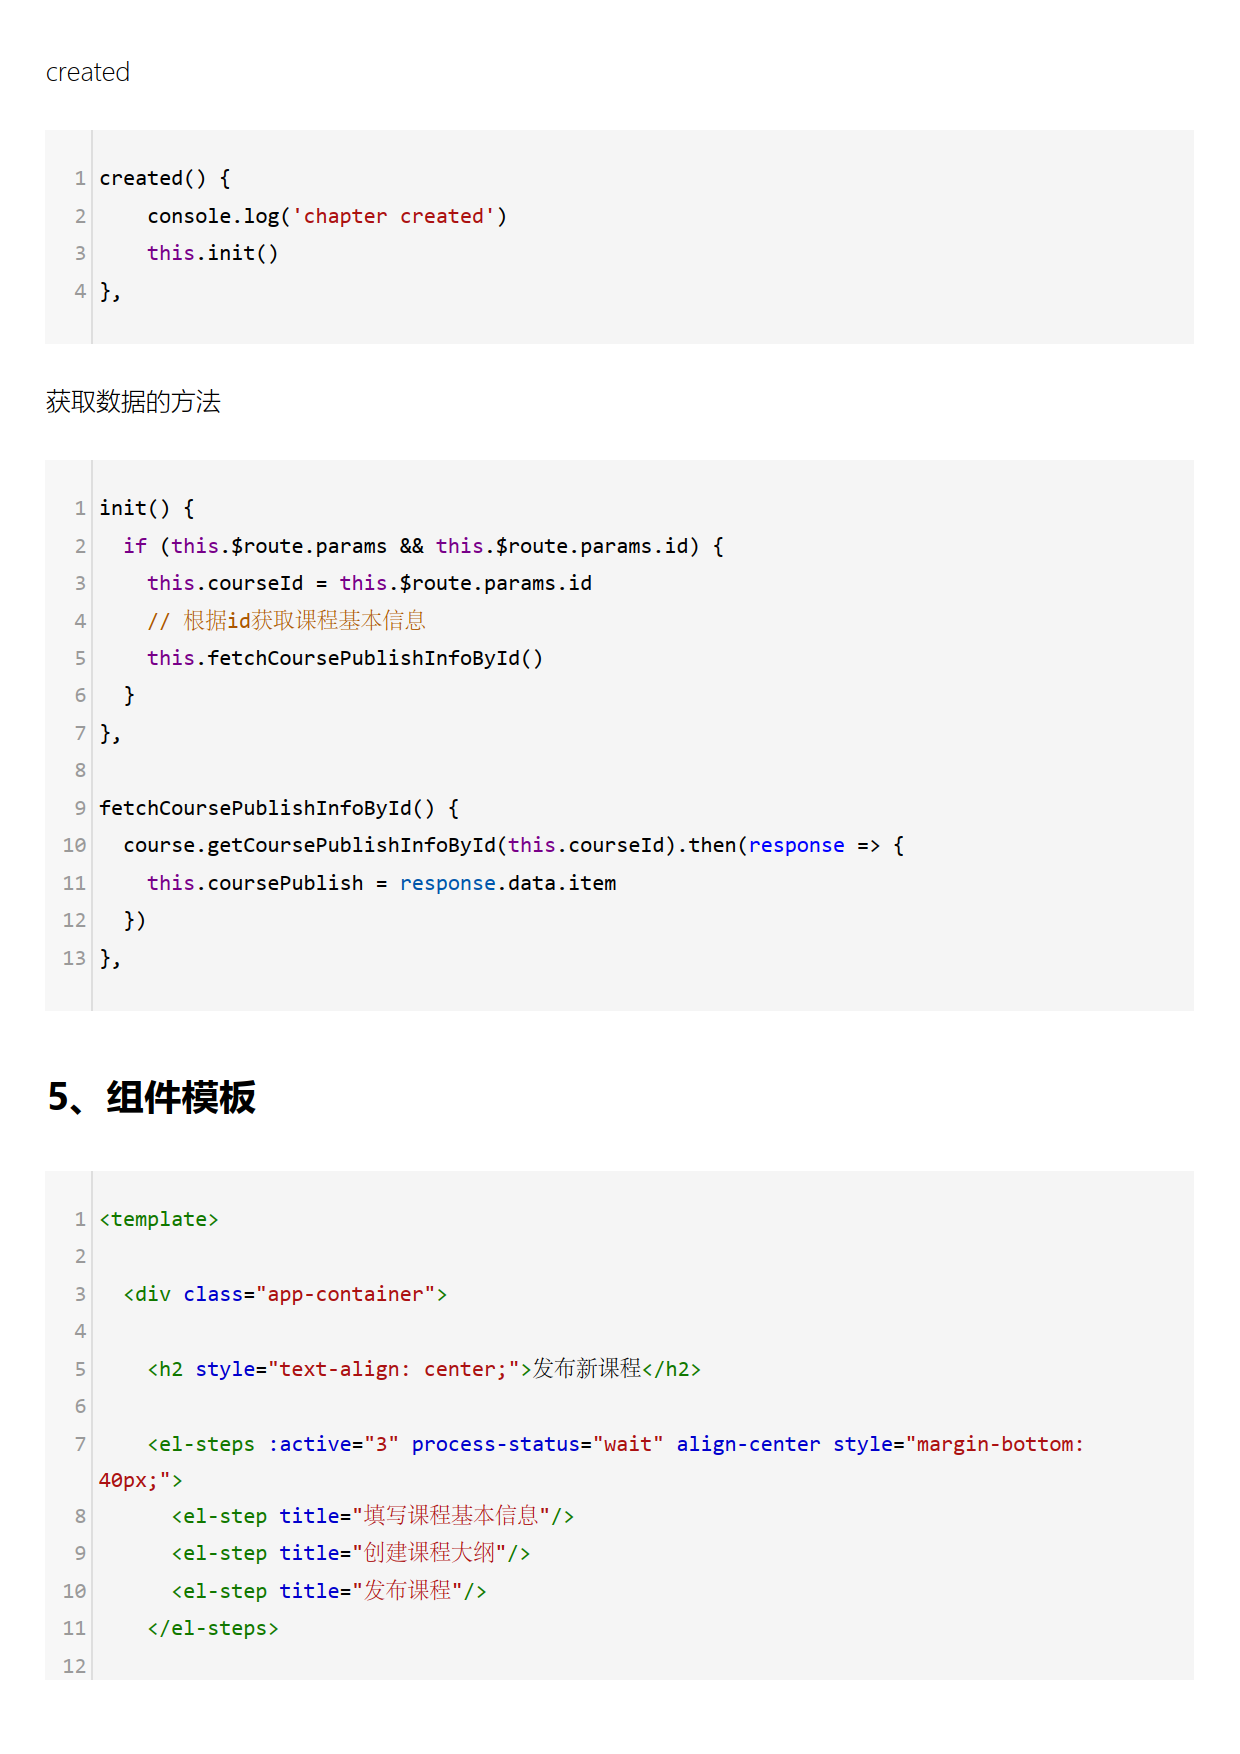 created
1 created() {
2     console.log('chapter created')
3     this.init()
4 },
获取数据的方法
1 init() {
2   if (this.$route.params && this.$route.params.id) {
3     this.courseId = this.$route.params.id
4     // 根据id获取课程基本信息
5     this.fetchCoursePublishInfoById()
6   }
7 },
8
9 fetchCoursePublishInfoById() {
10   course.getCoursePublishInfoById(this.courseId).then(response => {
11     this.coursePublish = response.data.item
12   })
13 },
5、组件模板
1 <template>
2
3   <div class="app-container">
4
5     <h2 style="text-align: center;">发布新课程</h2>
6
7     <el-steps :active="3" process-status="wait" align-center style="margin-bottom:
40px;">
8       <el-step title="填写课程基本信息"/>
9       <el-step title="创建课程大纲"/>
10       <el-step title="发布课程"/>
11     </el-steps>
12